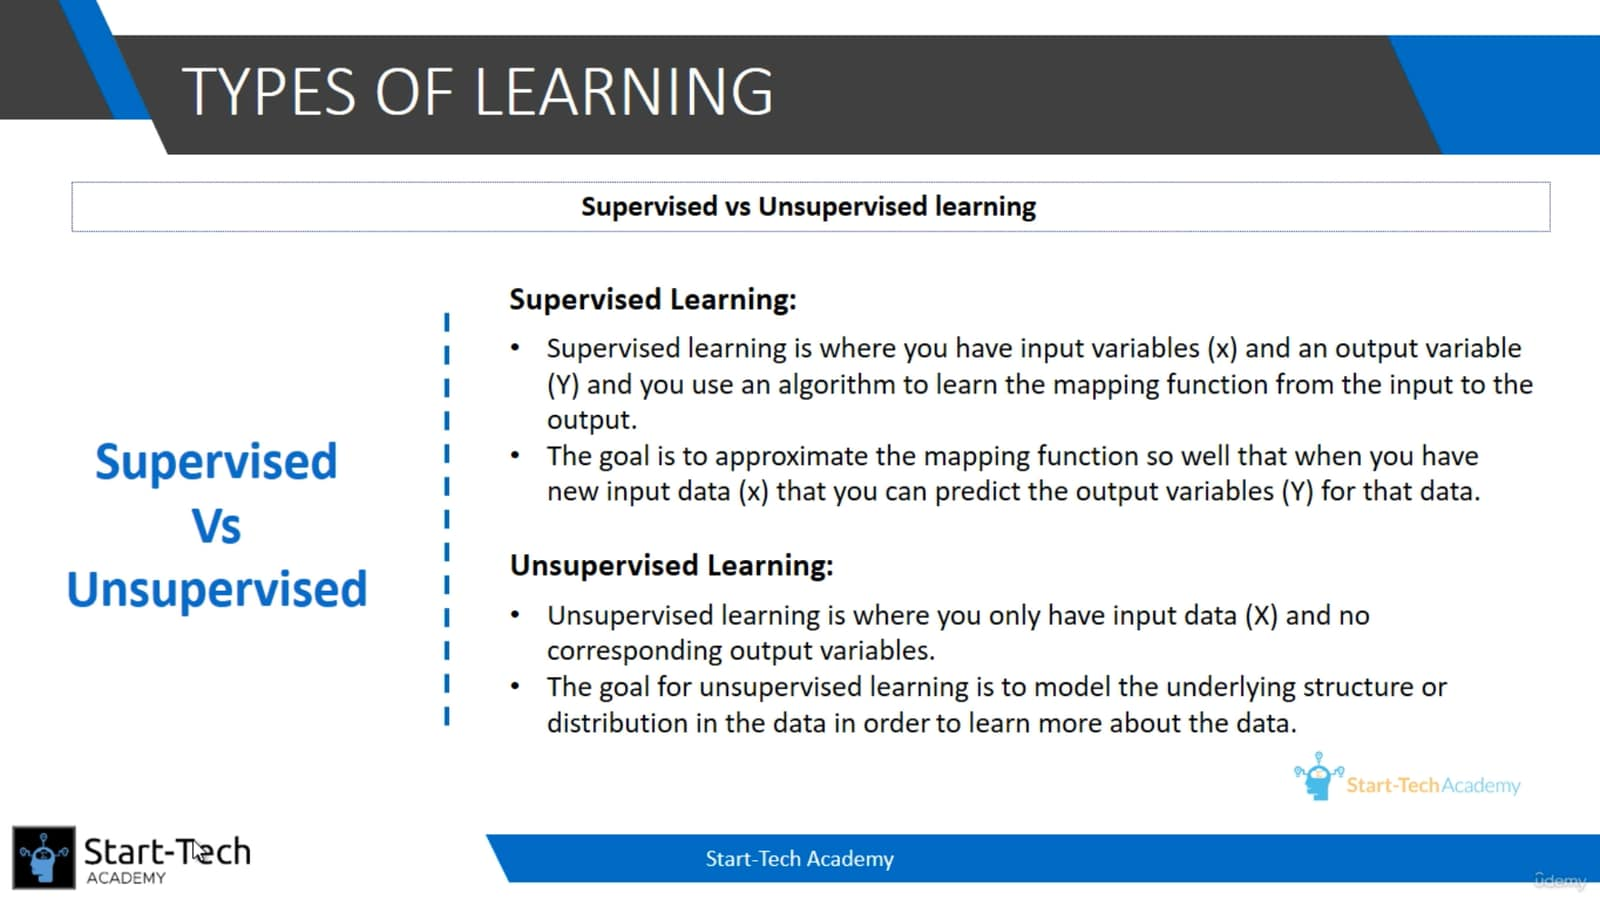 TYPES OF LEARNING
Supervised vs Unsupervised learning
Supervised
Vs
Unsupervised
Supervised Learning:
• Supervised learning is where you have input variables (x) and an output variable
(Y) and you use an algorithm to learn the mapping function from the input to the
output.
• The goal is to approximate the mapping function so well that when you have
new input data (x) that you can predict the output variables (Y) for that data.
Unsupervised Learning:
• Unsupervised learning is where you only have input data (X) and no
corresponding output variables.
• The goal for unsupervised learning is to model the underlying structure or
distribution in the data in order to learn more about the data.
Start-Tech Academy
Start-Tech
ACADEMY
Start-Tech Academy
ûdemy